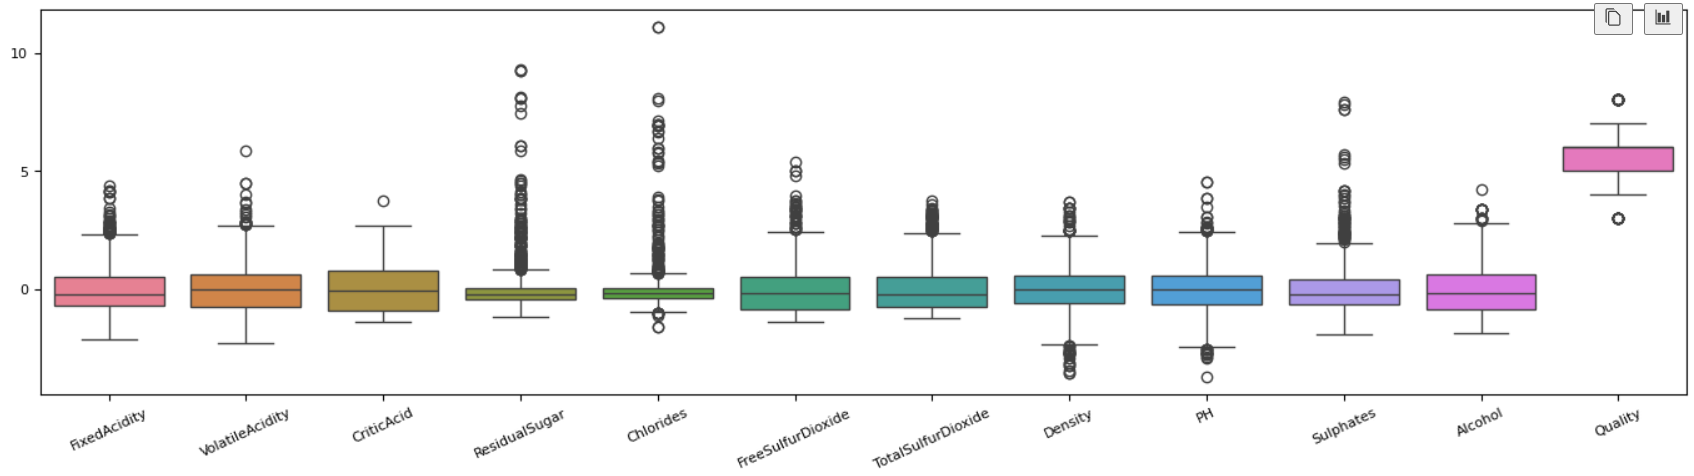 10
5
0
FixedAcidity
VolatileAcidity
CriticAcid
ResidualSugar
Chlorides
FreeSulfurDioxide
TotalSulfurDioxide
Density
PH
Sulphates
Alcohol
Quality